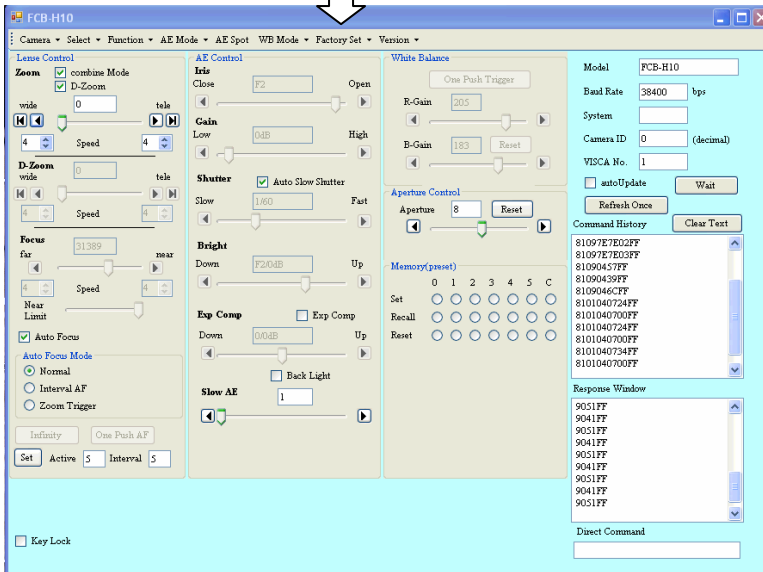 FCB-H10
Camera Select Function AE Mode AE Spot WB Mode Factory Set Version
Lense Control
Zoom combine Mode
D-Zoom
wide 0 tele
4 Speed 4
D-Zoom
wide 0 tele
4 Speed 4
Focus
far 31389 near
4 Speed 4
Near
Limit
Auto Focus
Auto Focus Mode
Normal
Interval AF
Zoom Trigger
Infinity One Push AF
Set Active 5 Interval 5
Key Lock
AE Control
Iris
Close F2 Open
Gain
Low 0dB High
Shutter Auto Slow Shutter
Slow 1/60 Fast
Bright
Down F2/0dB Up
Exp Comp Exp Comp
Down 0/0dB Up
Back Light
Slow AE 1
White Balance
One Push Trigger
R-Gain 205
B-Gain 183 Reset
Aperture Control
Aperture 8 Reset
Memory(preset)
0 1 2 3 4 5 C
Set
Recall
Reset
Model FCB-H10
Baud Rate 38400 bps
System
Camera ID 0 (decimal)
VISCA No. 1
autoUpdate Wait
Refresh Once
Command History Clear Text
81097E7E02FF
81097E7E03FF
81090457FF
81090439FF
8109046CFF
8101040724FF
8101040700FF
8101040724FF
8101040700FF
8101040734FF
8101040700FF
Response Window
9051FF
9041FF
9051FF
9041FF
9051FF
9041FF
9051FF
9041FF
9051FF
Direct Command